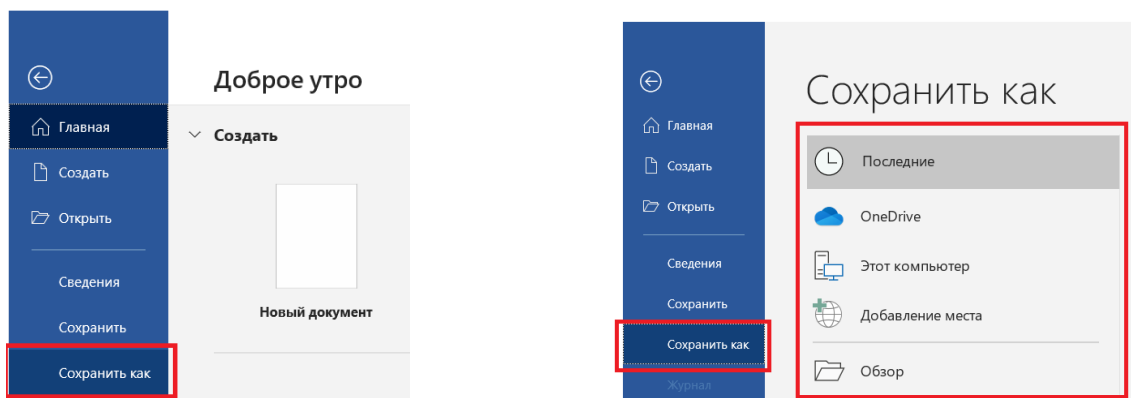 Доброе утро
Главная
Создать
Создать
Открыть
Сведения
Новый документ
Сохранить
Сохранить как
Сохранить как
Главная
Последние
Создать
Открыть
OneDrive
Сведения
Этот компьютер
Сохранить
Добавление места
Сохранить как
Обзор
Журнал